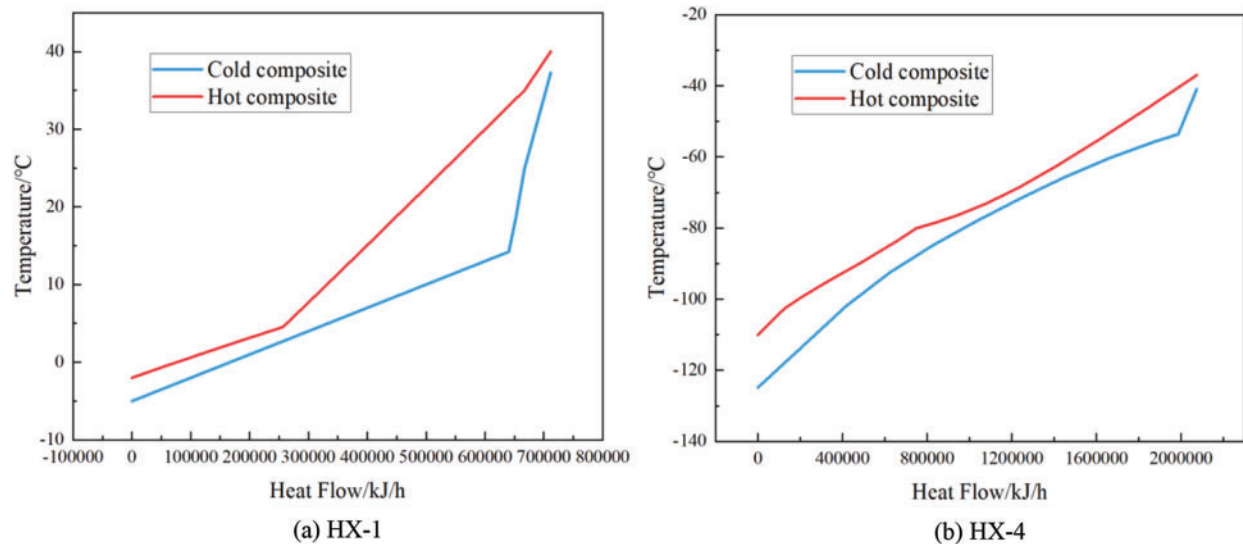 Cold composite
Hot composite
Temperature/°C
40
30
20
10
0
-10
-100000 0 100000 200000 300000 400000 500000 600000 700000 800000
Heat Flow/kJ/h
(a) HX-1
Cold composite
Hot composite
Temperature/°C
-20
-40
-60
-80
-100
-120
-140
0 400000 800000 1200000 1600000 2000000
Heat Flow/kJ/h
(b) HX-4